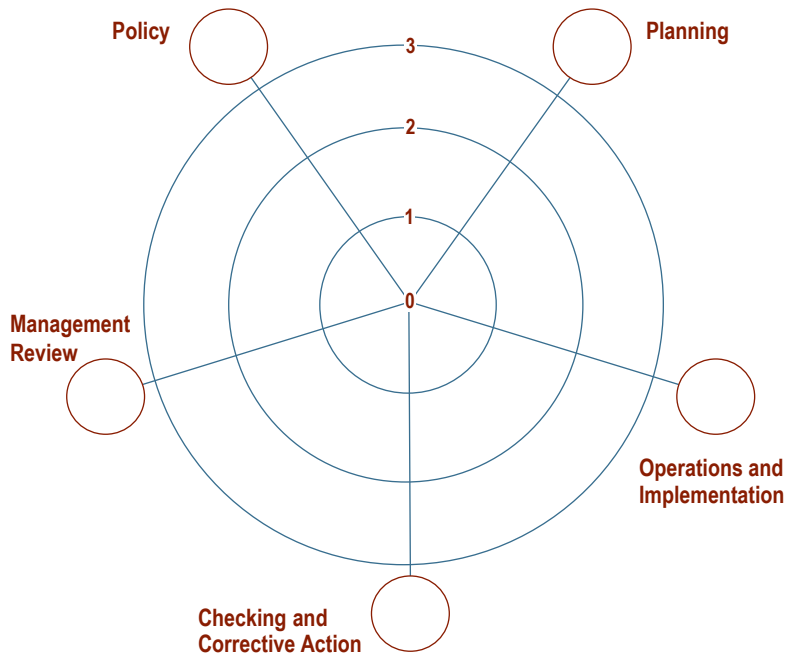 Policy
Planning
3
2
1
0
Management
Review
Operations and
Implementation
Checking and
Corrective Action